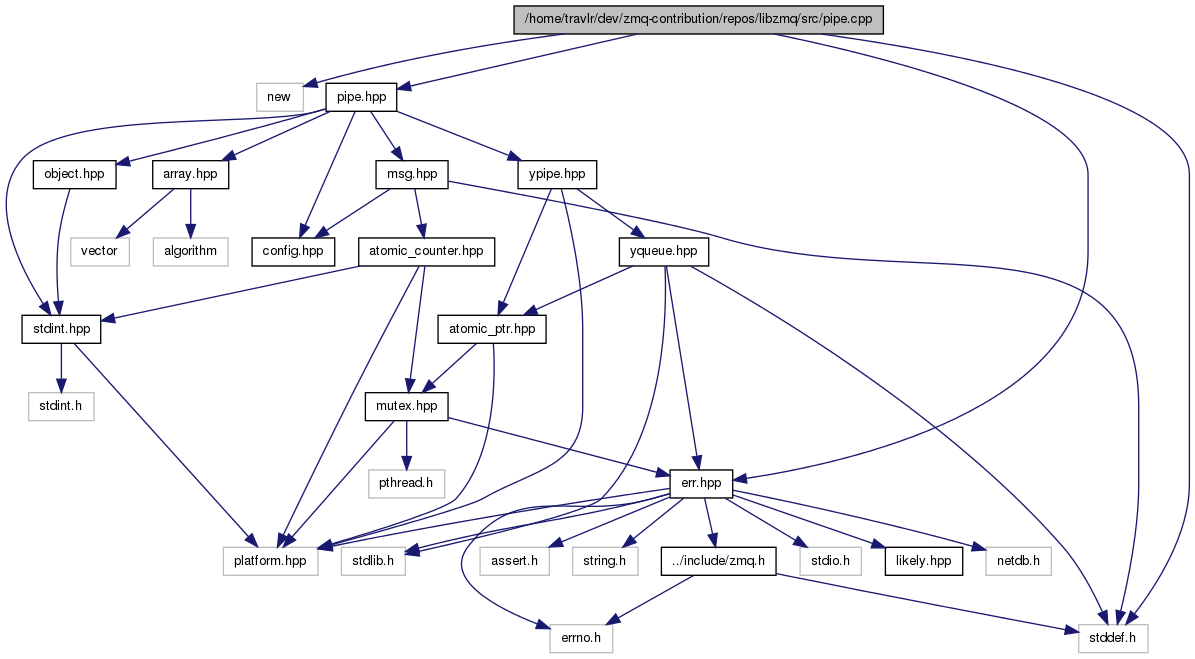 /home/travlr/dev/zmq-contribution/repos/libzmq/src/pipe.cpp
new
pipe.hpp
object.hpp
array.hpp
msg.hpp
ypipe.hpp
vector
algorithm
config.hpp
atomic_counter.hpp
yqueue.hpp
stdint.hpp
atomic_ptr.hpp
stdint.h
mutex.hpp
pthread.h
err.hpp
platform.hpp
stdlib.h
assert.h
string.h
../include/zmq.h
stdio.h
likely.hpp
netdb.h
errno.h
stddef.h